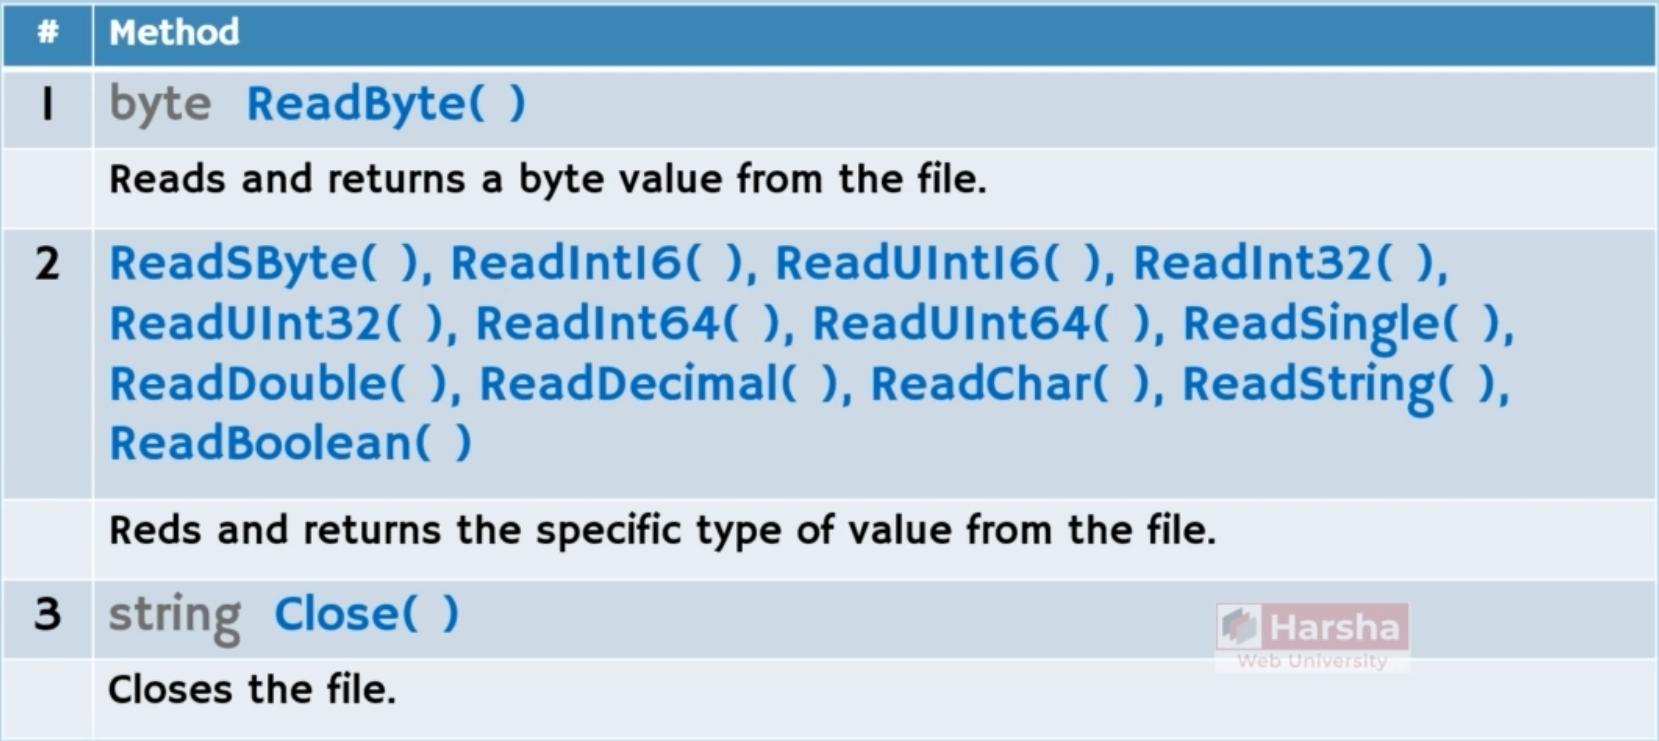 # Method
1 byte ReadByte( )
Reads and returns a byte value from the file.
2 ReadSByte( ), ReadInt16( ), ReadUInt16( ), ReadInt32( ),
ReadUInt32( ), ReadInt64( ), ReadUInt64( ), ReadSingle( ),
ReadDouble( ), ReadDecimal( ), ReadChar( ), ReadString( ),
ReadBoolean( )
Reds and returns the specific type of value from the file.
3 string Close( )
Harsha
Web University
Closes the file.